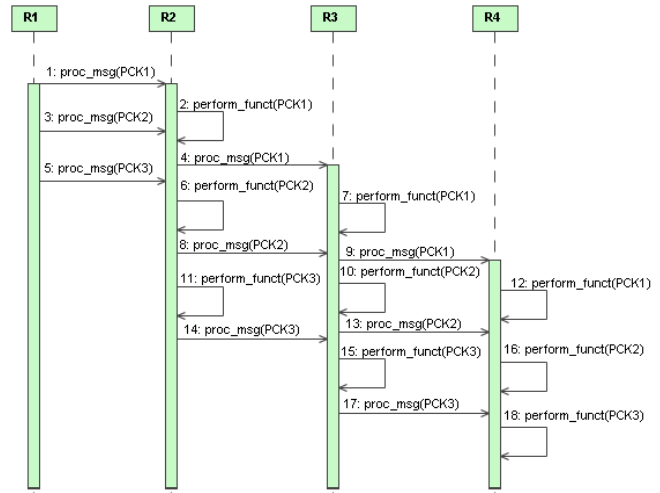 R1 R2 R3 R4
1: proc_msg(PCK1)
2: perform_funct(PCK1)
3: proc_msg(PCK2)
4: proc_msg(PCK1)
5: proc_msg(PCK3)
6: perform_funct(PCK2)
7: perform_funct(PCK1)
8: proc_msg(PCK2)
9: proc_msg(PCK1)
10: perform_funct(PCK2)
11: perform_funct(PCK3)
12: perform_funct(PCK1)
13: proc_msg(PCK2)
14: proc_msg(PCK3)
15: perform_funct(PCK3)
16: perform_funct(PCK2)
17: proc_msg(PCK3)
18: perform_funct(PCK3)